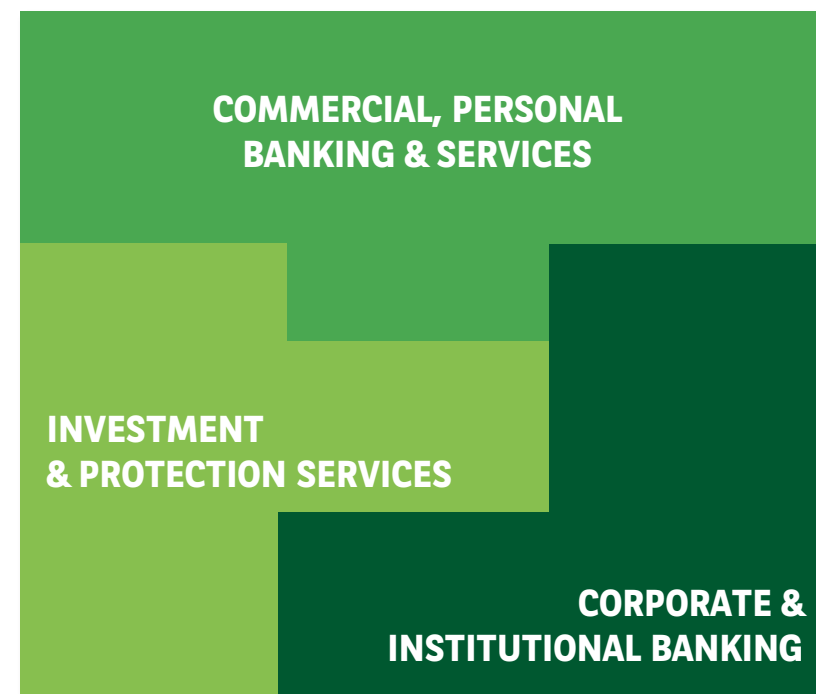 COMMERCIAL, PERSONAL
BANKING & SERVICES
INVESTMENT
& PROTECTION SERVICES
CORPORATE &
INSTITUTIONAL BANKING